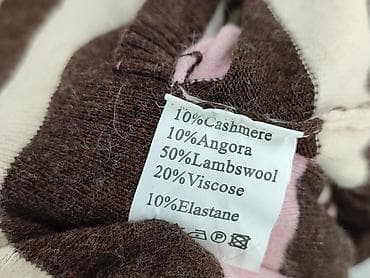 10%Cashmere
10%Angora
50%Lambswool
20%Viscose
10%Elastane